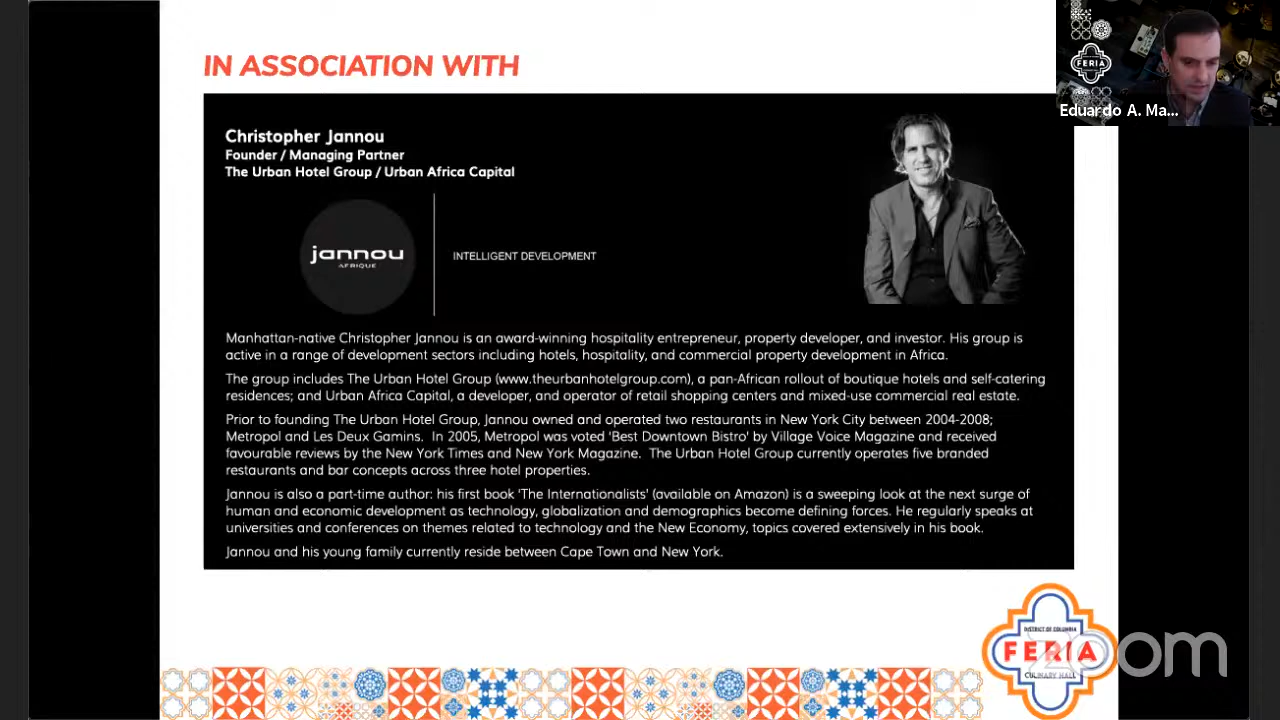 IN ASSOCIATION WITH
FERIA
Eduardo A. Ma...
Christopher Jannou
Founder / Managing Partner
The Urban Hotel Group / Urban Africa Capital
jannou
AFRIQUE
INTELLIGENT DEVELOPMENT
Manhattan-native Christopher Jannou is an award-winning hospitality entrepreneur, property developer, and investor. His group is
active in a range of development sectors including hotels, hospitality, and commercial property development in Africa.
The group includes The Urban Hotel Group (www.theurbanhotelgroup.com), a pan-African rollout of boutique hotels and self-catering
residences; and Urban Africa Capital, a developer, and operator of retail shopping centers and mixed-use commercial real estate.
Prior to founding The Urban Hotel Group, Jannou owned and operated two restaurants in New York City between 2004-2008;
Metropol and Les Deux Gamins. In 2005, Metropol was voted 'Best Downtown Bistro' by Village Voice Magazine and received
favourable reviews by the New York Times and New York Magazine. The Urban Hotel Group currently operates five branded
restaurants and bar concepts across three hotel properties.
Jannou is also a part-time author: his first book 'The Internationalists' (available on Amazon) is a sweeping look at the next surge of
human and economic development as technology, globalization and demographics become defining forces. He regularly speaks at
universities and conferences on themes related to technology and the New Economy, topics covered extensively in his book.
Jannou and his young family currently reside between Cape Town and New York.
DISTRICT OF COLUMBIA
FERIA
CULINARY HALL
zoom